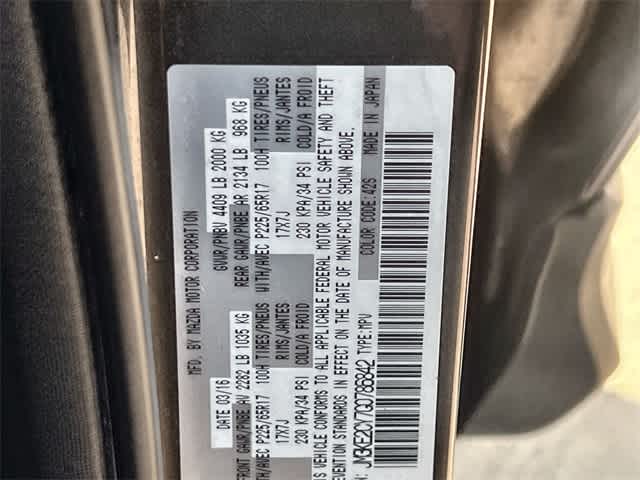 MFD. BY MAZDA MOTOR CORPORATION
DATE 03/16 GVWR/PNBV 4409 LB 2000 KG
FRONT GAWR/PNBE AV 2282 LB 1035 KG REAR GAWR/PNBE AR 2134 LB 968 KG
WITH/AVEC P225/65R17 100H TIRES/PNEUS WITH/AVEC P225/65R17 100H TIRES/PNEUS
17X7J RIMS/JANTES 17X7J RIMS/JANTES
230 KPA/34 PSI COLD/A FROID 230 KPA/34 PSI COLD/A FROID
VEHICLE CONFORMS TO ALL APPLICABLE FEDERAL MOTOR VEHICLE SAFETY AND THEFT
STANDARDS IN EFFECT ON THE DATE OF MANUFACTURE SHOWN ABOVE.
COLOR CODE:42S MADE IN JAPAN
JM3KE2CY7G0786842 TYPE:MPV